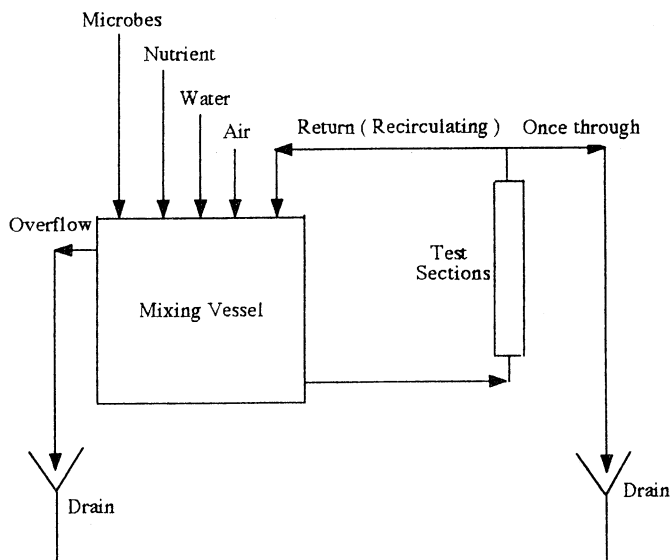 Microbes
Nutrient
Water
Air
Return ( Recirculating )
Once through
Overflow
Test
Sections
Mixing Vessel
Drain
Drain